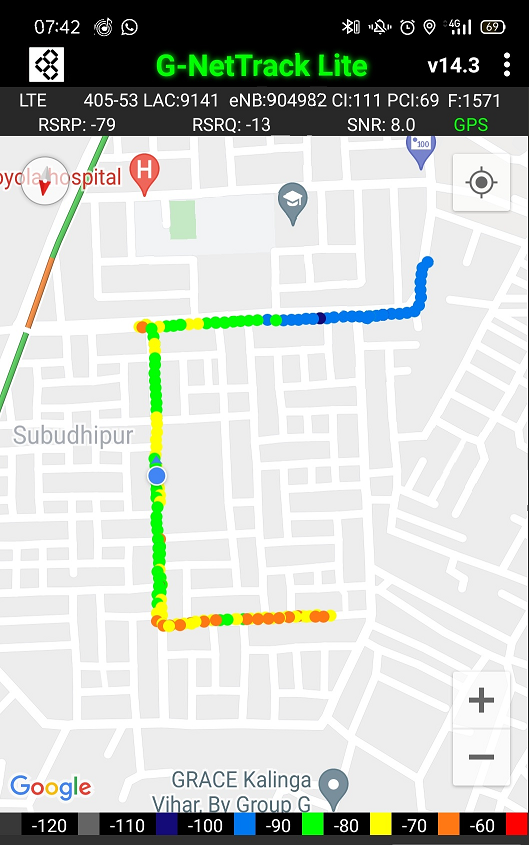 07:42 4G 69
G-NetTrack Lite v14.3
LTE 405-53 LAC:9141 eNB:904982 CI:111 PCI:69 F:1571
RSRP: -79 RSRQ: -13 SNR: 8.0 GPS
100
oyola hospital
H
Subudhipur
+
−
Google
GRACE Kalinga
Vihar, By Group G
-120 -110 -100 -90 -80 -70 -60